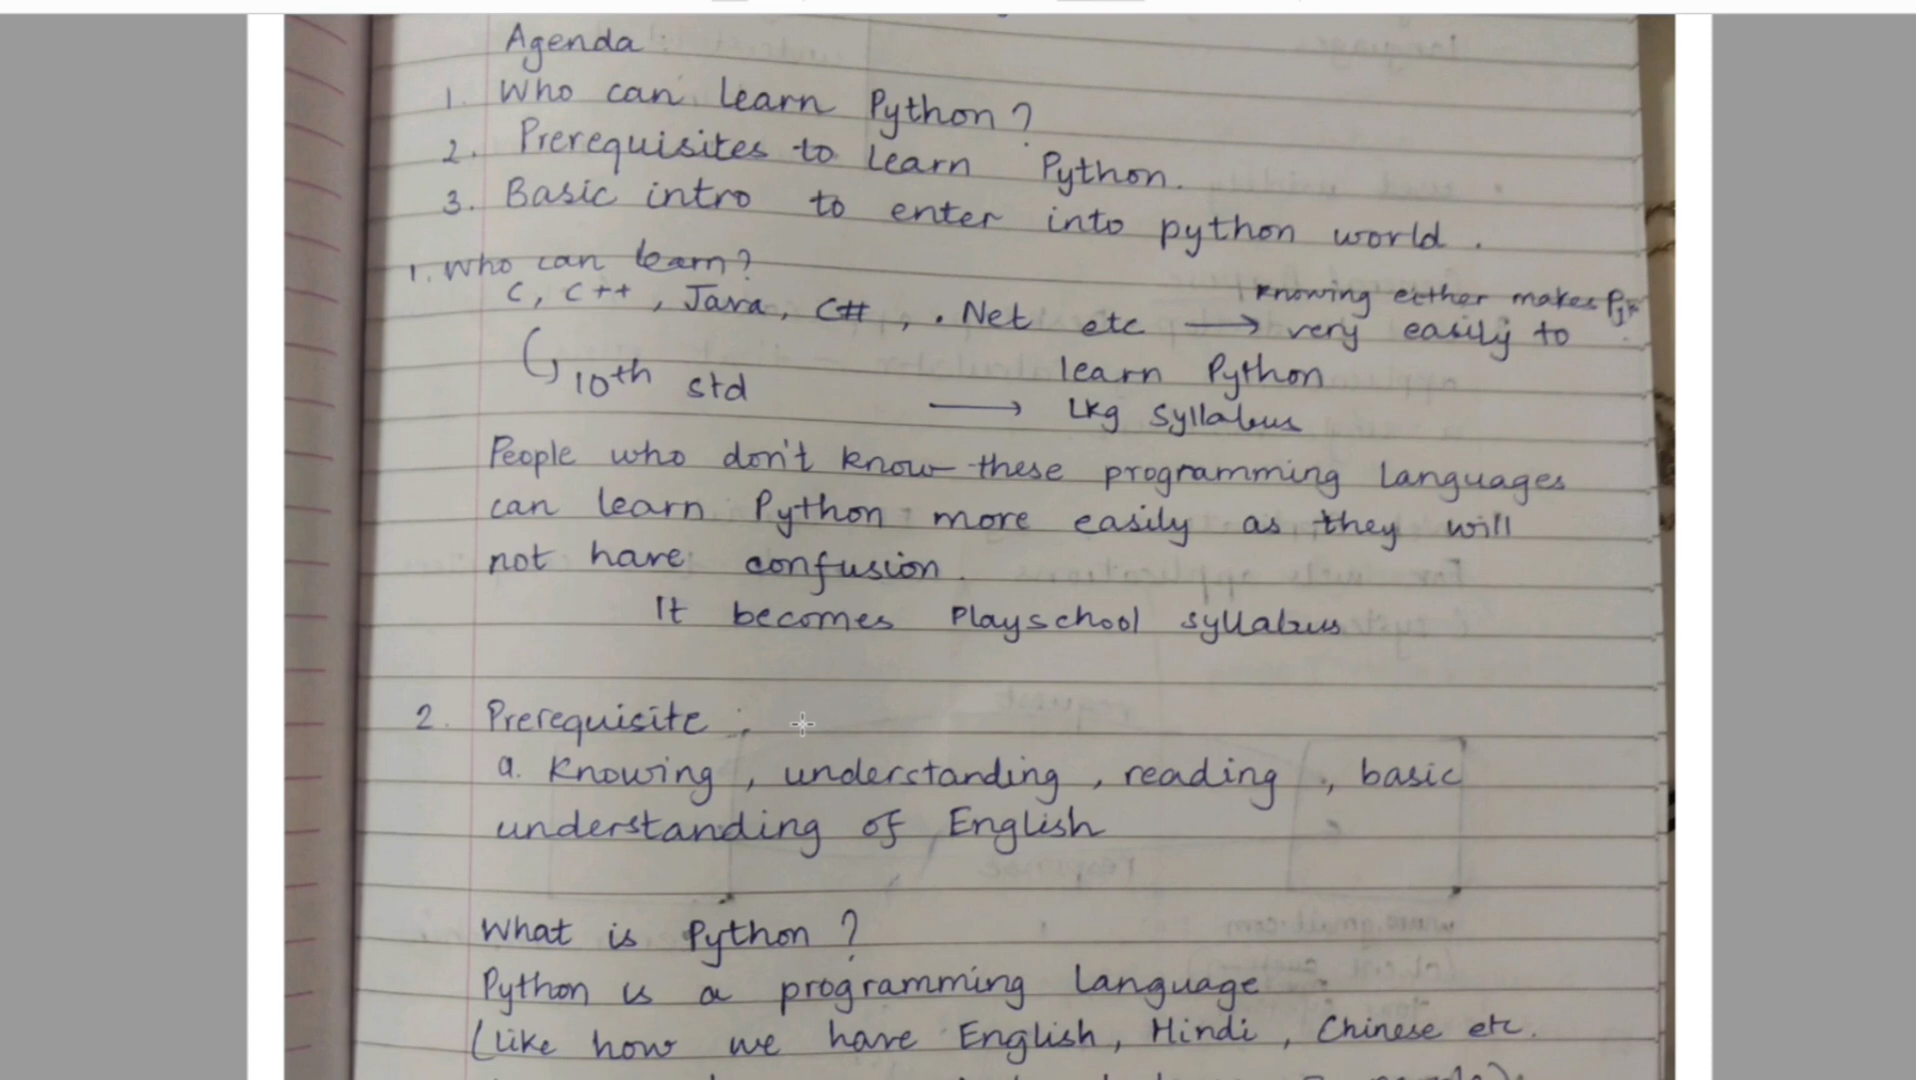 Agenda :
1. Who can learn Python?
2. Prerequisites to learn Python.
3. Basic intro to enter into python world.
1. Who can learn?
C, C++, Java, C#, .Net etc → knowing either makes
very easily to
learn Python
10th std → Lkg syllabus
People who don't know these programming languages
can learn Python more easily as they will
not have confusion.
It becomes Playschool syllabus
2. Prerequisite :
a. Knowing, understanding, reading, basic
understanding of English
What is Python?
Python is a programming language
(like how we have English, Hindi, Chinese etc.